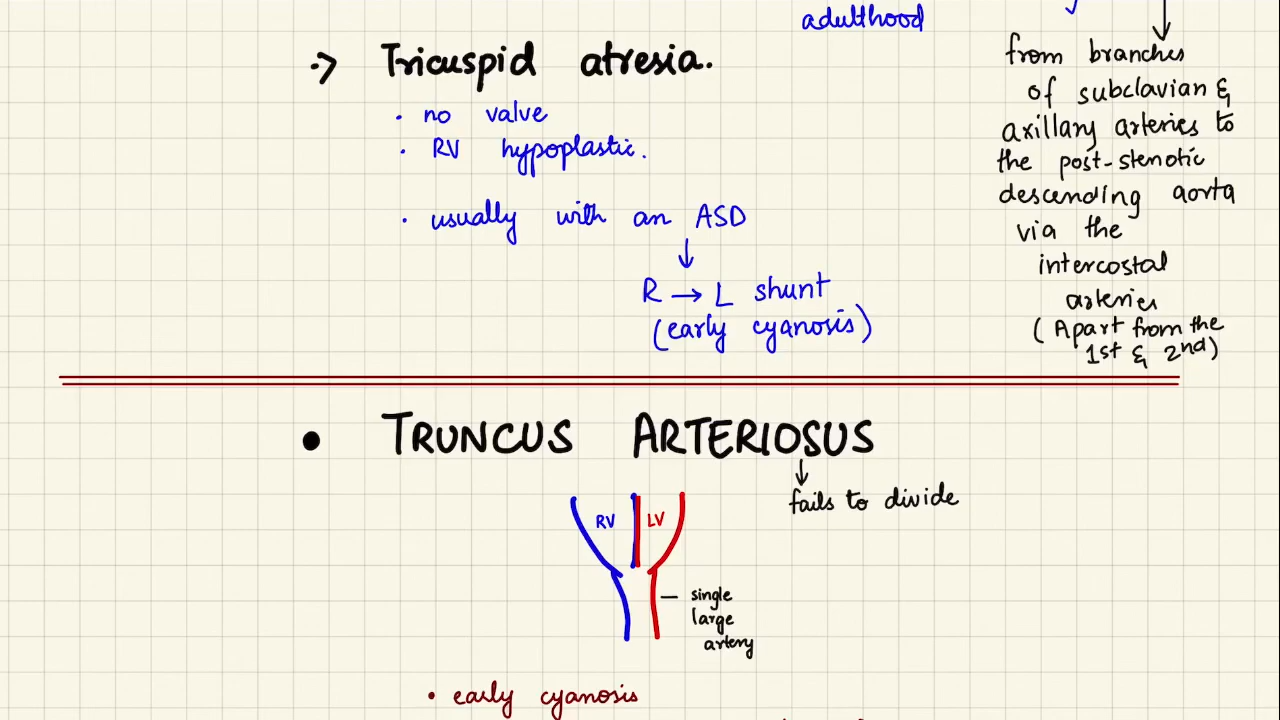 adulthood
→ Tricuspid atresia.
• no valve
• RV hypoplastic.
• usually with an ASD
↓
R → L shunt
(early cyanosis)
from branches
of subclavian &
axillary arteries to
the post-stenotic
descending aorta
via the
intercostal
arteries
(Apart from the
1st & 2nd)
• TRUNCUS ARTERIOSUS
↓
fails to divide
RV LV
single
large
artery
• early cyanosis